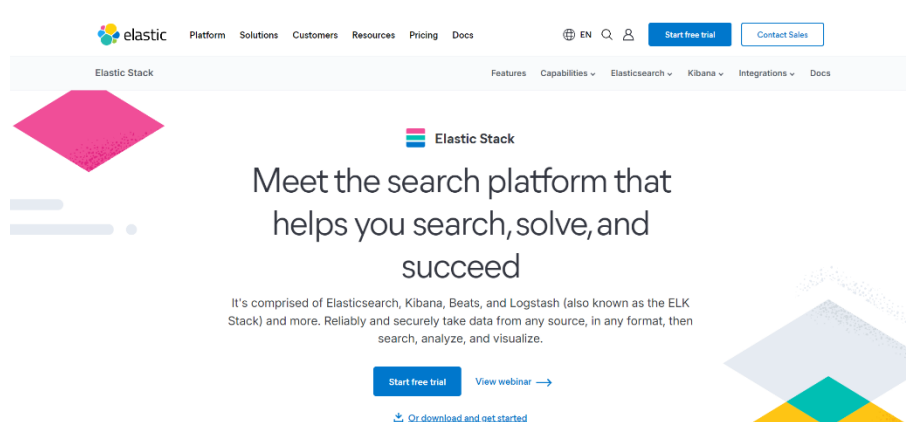 elastic
Platform Solutions Customers Resources Pricing Docs
EN
Start free trial
Contact Sales
Elastic Stack
Features Capabilities Elasticsearch Kibana Integrations Docs
Elastic Stack
Meet the search platform that
helps you search, solve, and
succeed
It's comprised of Elasticsearch, Kibana, Beats, and Logstash (also known as the ELK
Stack) and more. Reliably and securely take data from any source, in any format, then
search, analyze, and visualize.
Start free trial
View webinar
Or download and get started